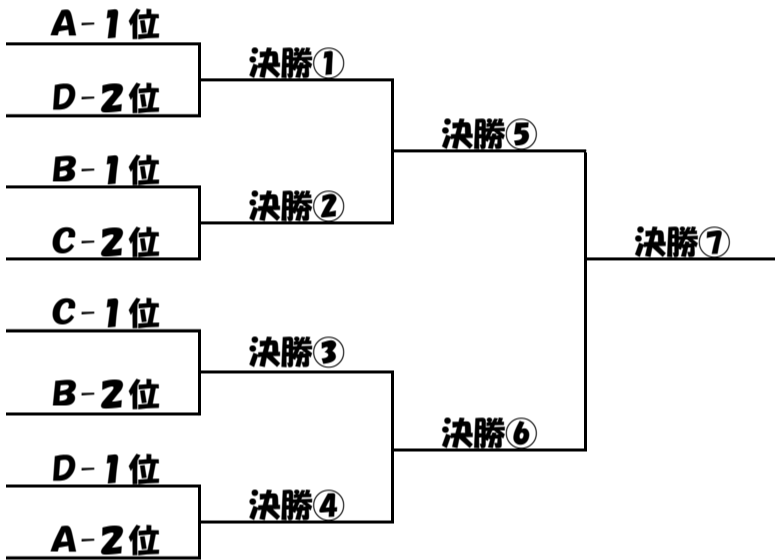 A-1位
D-2位
B-1位
C-2位
C-1位
B-2位
D-1位
A-2位
決勝①
決勝②
決勝③
決勝④
決勝⑤
決勝⑥
決勝⑦